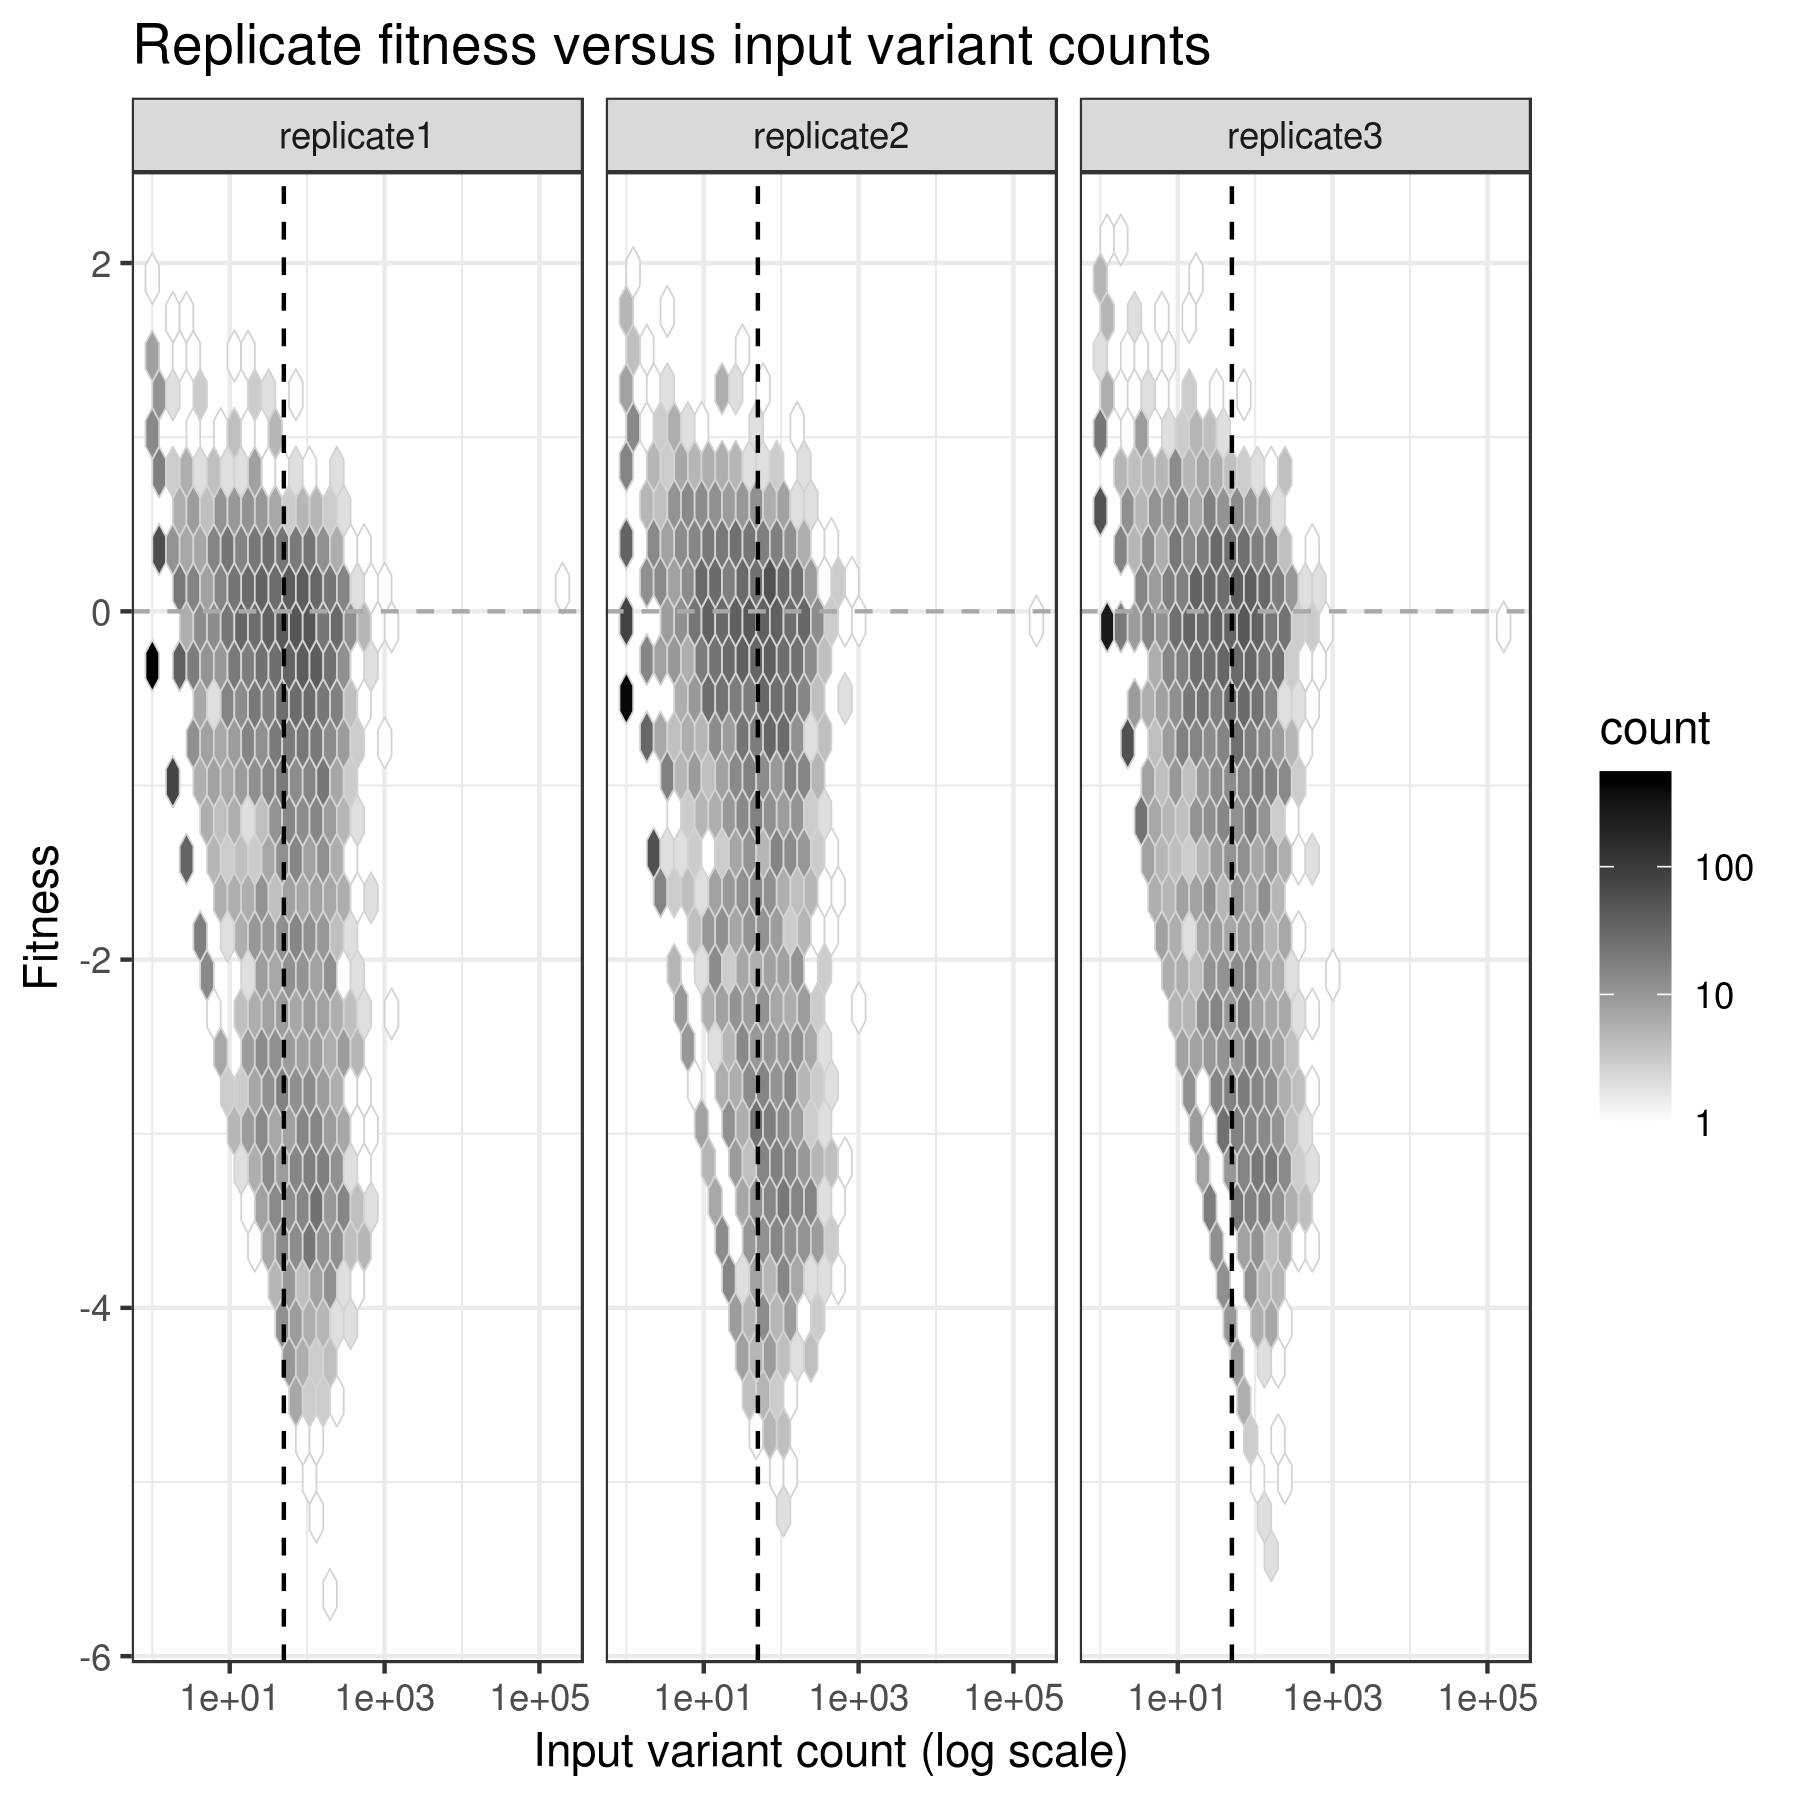 Replicate fitness versus input variant counts
replicate1 replicate2 replicate3
2
0
-2
-4
-6
Fitness
1e+01 1e+03 1e+05 1e+01 1e+03 1e+05 1e+01 1e+03 1e+05
Input variant count (log scale)
count
100
10
1